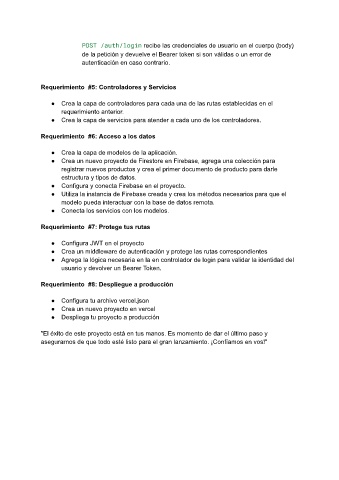 POST /auth/login recibe las credenciales de usuario en el cuerpo (body)
de la petición y devuelve el Bearer token si son válidas o un error de
autenticación en caso contrario.
Requerimiento #5: Controladores y Servicios
● Crea la capa de controladores para cada una de las rutas establecidas en el
requerimiento anterior.
● Crea la capa de servicios para atender a cada uno de los controladores.
Requerimiento #6: Acceso a los datos
● Crea la capa de modelos de la aplicación.
● Crea un nuevo proyecto de Firestore en Firebase, agrega una colección para
registrar nuevos productos y crea el primer documento de producto para darle
estructura y tipos de datos.
● Configura y conecta Firebase en el proyecto.
● Utiliza la instancia de Firebase creada y crea los métodos necesarios para que el
modelo pueda interactuar con la base de datos remota.
● Conecta los servicios con los modelos.
Requerimiento #7: Protege tus rutas
● Configura JWT en el proyecto
● Crea un middleware de autenticación y protege las rutas correspondientes
● Agrega la lógica necesaria en la en controlador de login para validar la identidad del
usuario y devolver un Bearer Token.
Requerimiento #8: Despliegue a producción
● Configura tu archivo vercel.json
● Crea un nuevo proyecto en vercel
● Despliega tu proyecto a producción
"El éxito de este proyecto está en tus manos. Es momento de dar el último paso y
asegurarnos de que todo esté listo para el gran lanzamiento. ¡Confiamos en vos!"